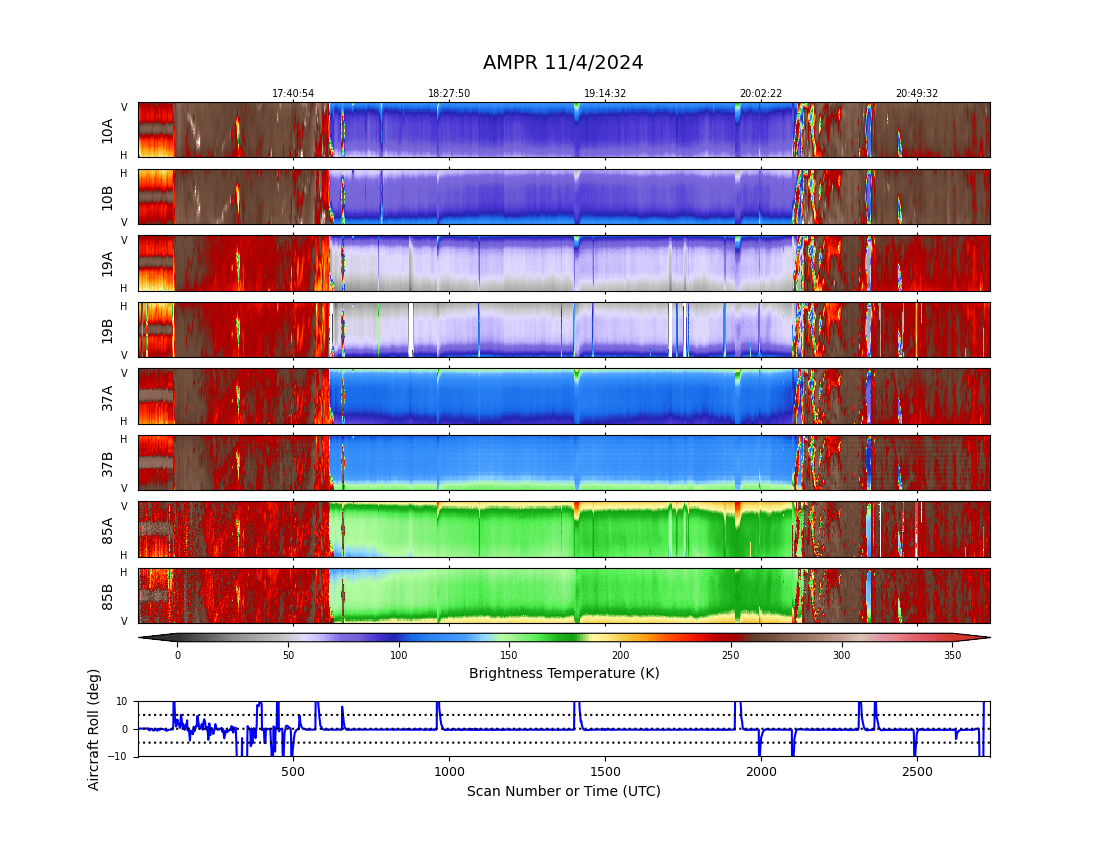 AMPR 11/4/2024
17:40:54 18:27:50 19:14:32 20:02:22 20:49:32
V
10A
H
H
10B
V
V
19A
H
H
19B
V
V
37A
H
H
37B
V
V
85A
H
H
85B
V
0 50 100 150 200 250 300 350
Brightness Temperature (K)
Aircraft Roll (deg)
10
0
−10
500 1000 1500 2000 2500
Scan Number or Time (UTC)